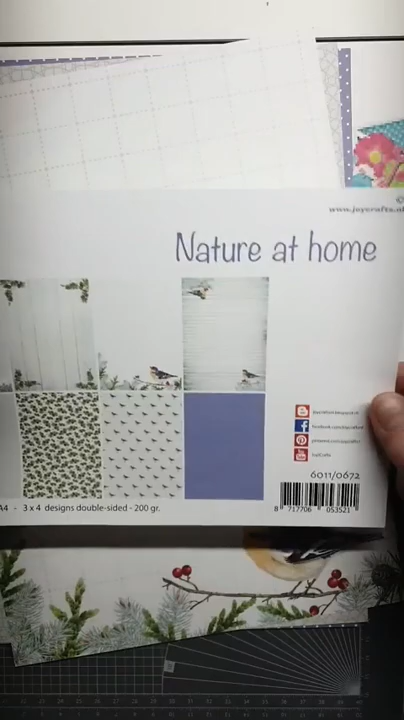 www.joycrafts.nl
Nature at home
6011/0672
A4 - 3 x 4 designs double-sided - 200 gr.
8 717706 053521